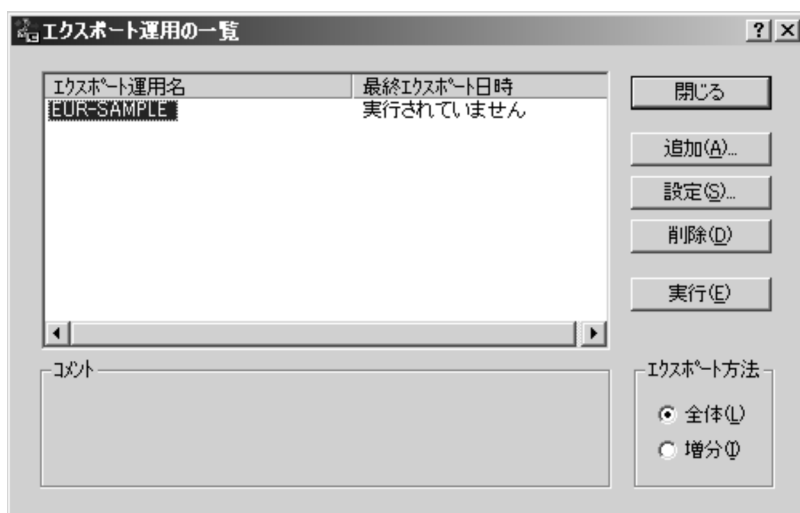 エクスポート運用の一覧
エクスポート運用名 最終エクスポート日時
EUR-SAMPLE 実行されていません
閉じる
追加(A)...
設定(S)...
削除(D)
実行(E)
コメント
エクスポート方法
全体(L)
増分(I)